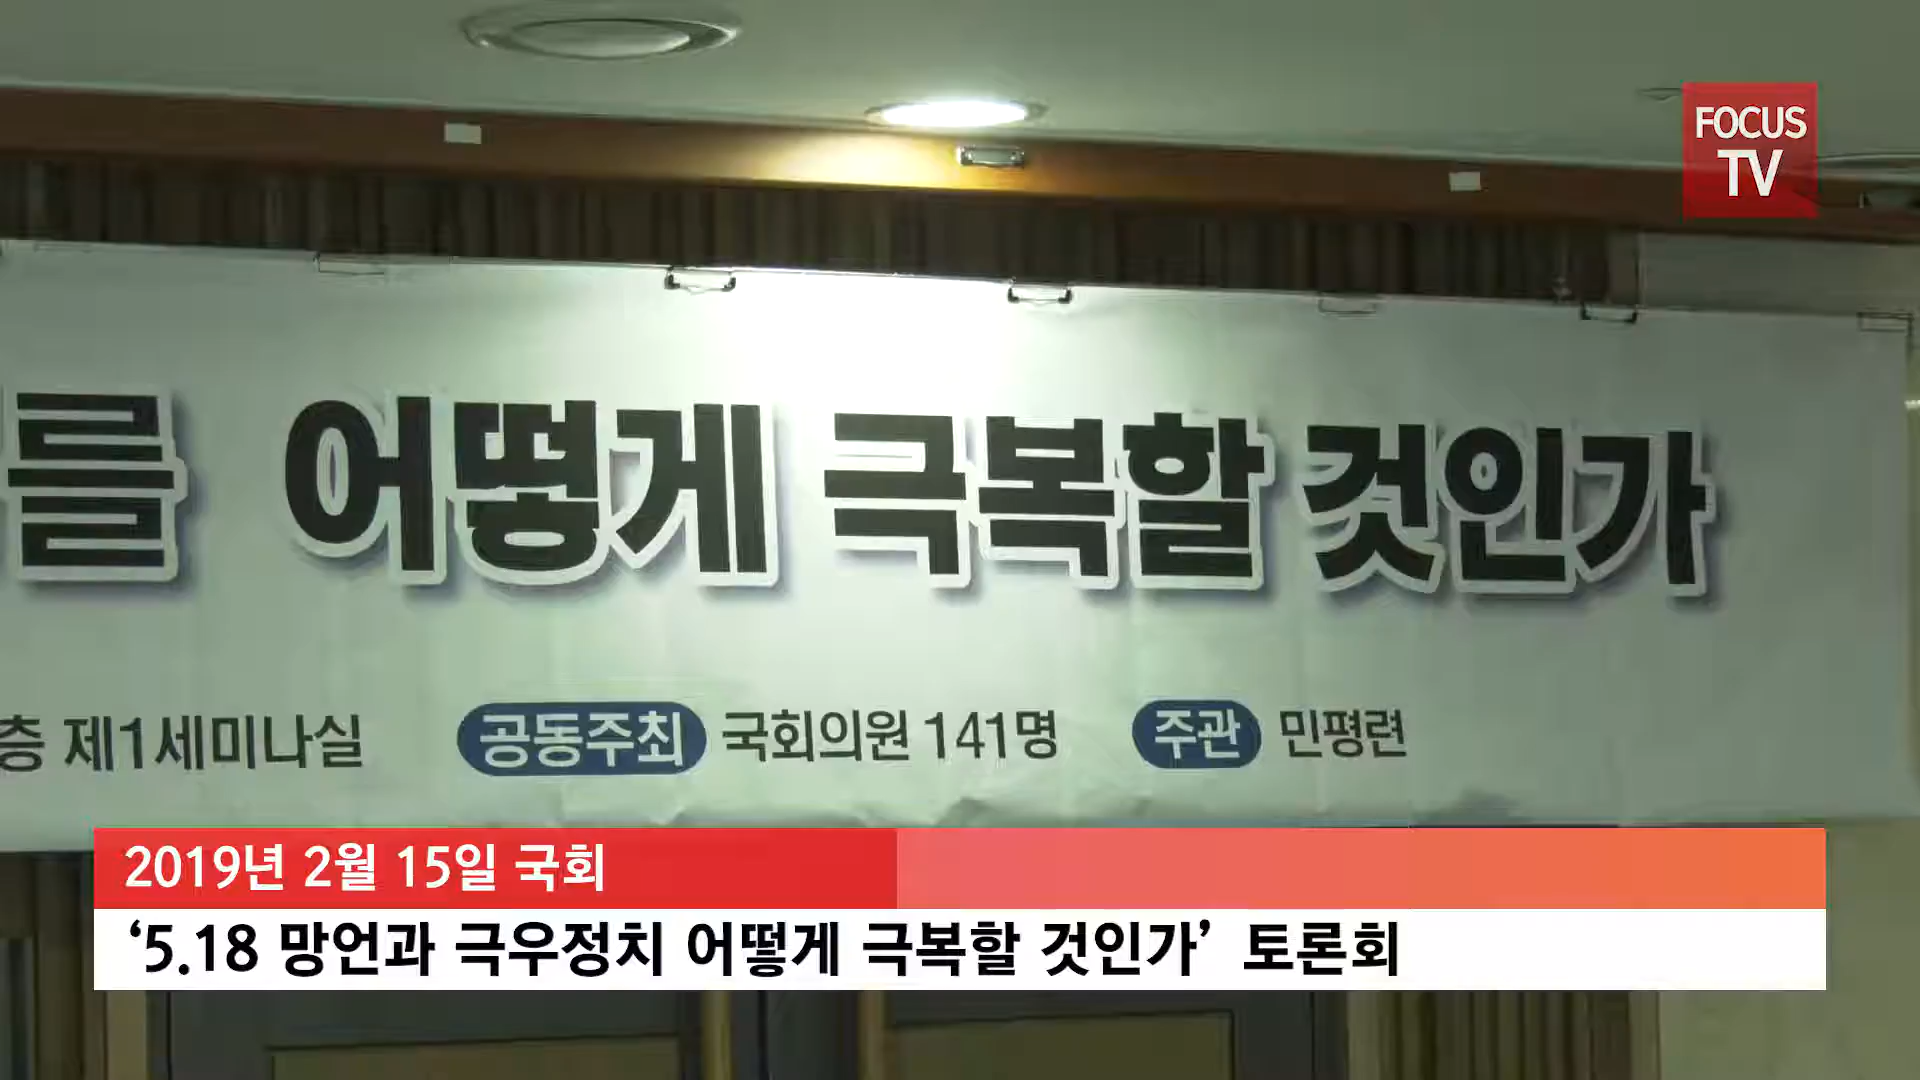 FOCUS
TV
를 어떻게 극복할 것인가
층 제1세미나실 공동주최 국회의원 141명 주관 민평련
2019년 2월 15일 국회
‘5.18 망언과 극우정치 어떻게 극복할 것인가’ 토론회